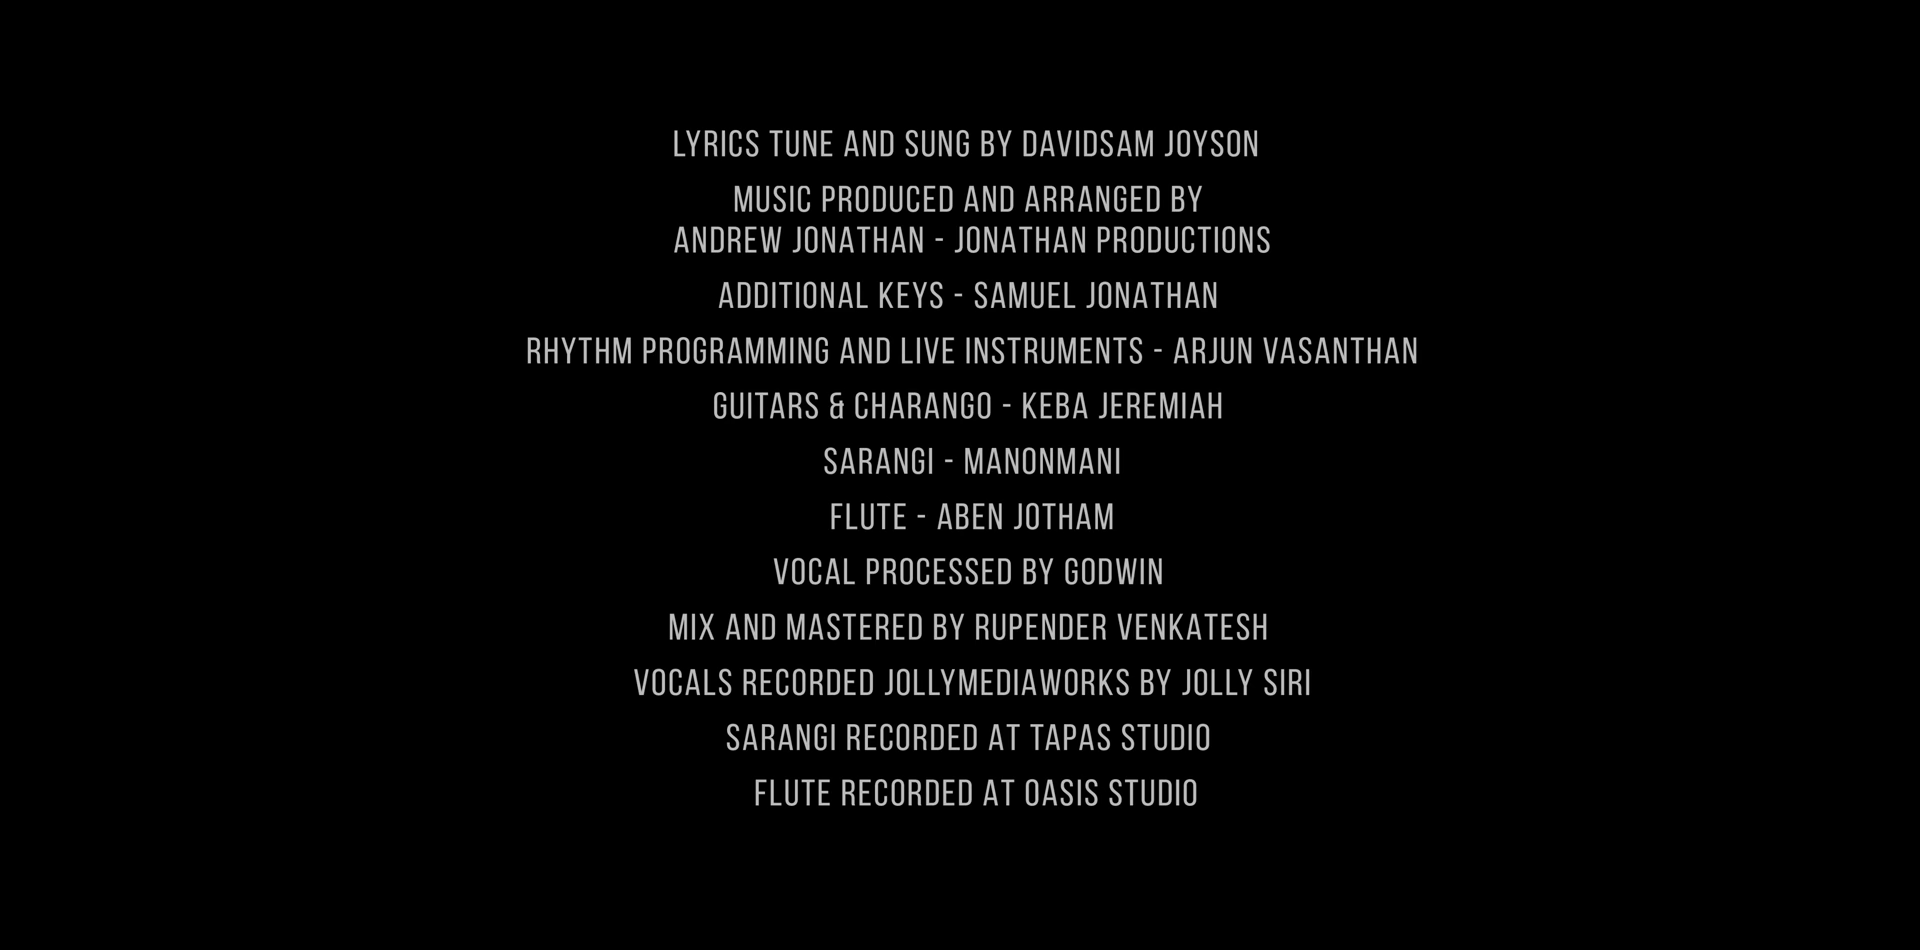 LYRICS TUNE AND SUNG BY DAVIDSAM JOYSON
MUSIC PRODUCED AND ARRANGED BY
ANDREW JONATHAN - JONATHAN PRODUCTIONS
ADDITIONAL KEYS - SAMUEL JONATHAN
RHYTHM PROGRAMMING AND LIVE INSTRUMENTS - ARJUN VASANTHAN
GUITARS & CHARANGO - KEBA JEREMIAH
SARANGI - MANONMANI
FLUTE - ABEN JOTHAM
VOCAL PROCESSED BY GODWIN
MIX AND MASTERED BY RUPENDER VENKATESH
VOCALS RECORDED JOLLYMEDIAWORKS BY JOLLY SIRI
SARANGI RECORDED AT TAPAS STUDIO
FLUTE RECORDED AT OASIS STUDIO